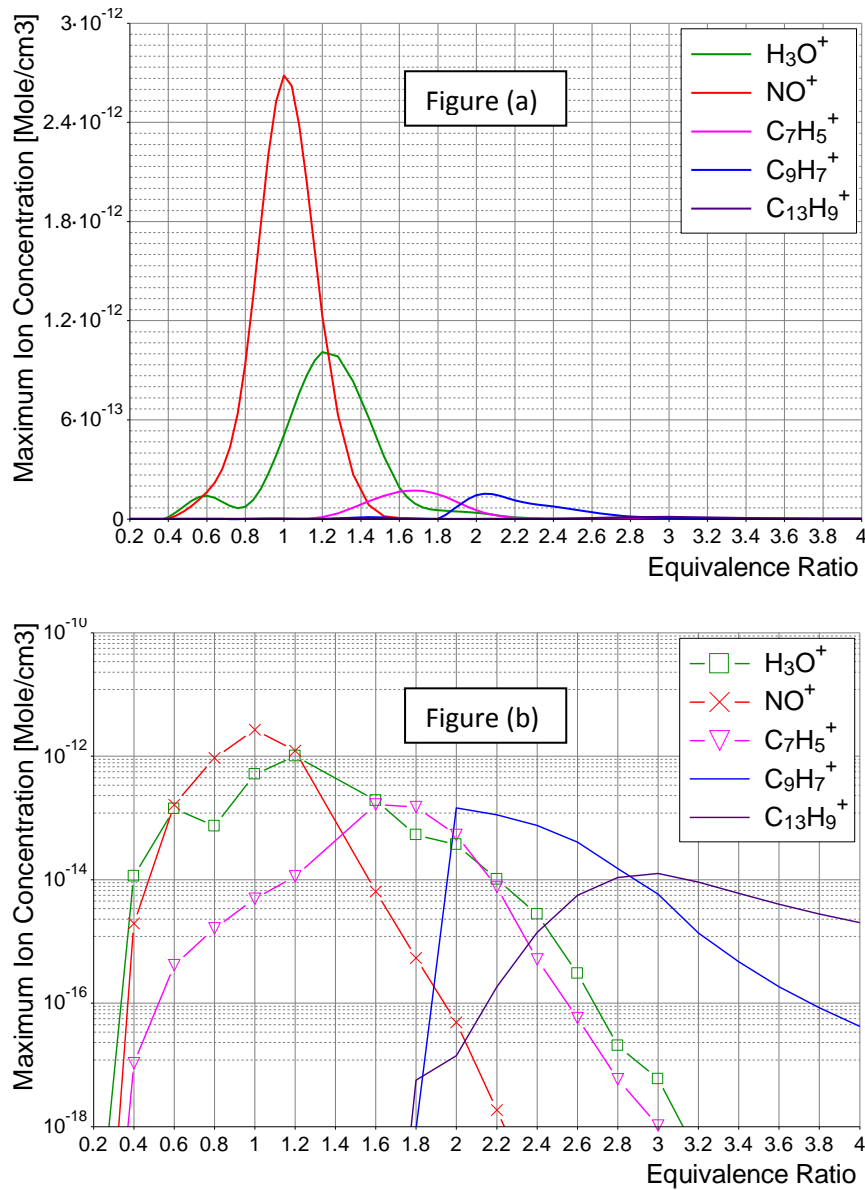 Maximum Ion Concentration [Mole/cm3]
3·10⁻¹²
2.4·10⁻¹²
1.8·10⁻¹²
1.2·10⁻¹²
6·10⁻¹³
0
Figure (a)
H₃O⁺
NO⁺
C₇H₅⁺
C₉H₇⁺
C₁₃H₉⁺
0.2 0.4 0.6 0.8 1 1.2 1.4 1.6 1.8 2 2.2 2.4 2.6 2.8 3 3.2 3.4 3.6 3.8 4
Equivalence Ratio
Maximum Ion Concentration [Mole/cm3]
10⁻¹⁰
10⁻¹²
10⁻¹⁴
10⁻¹⁶
10⁻¹⁸
Figure (b)
H₃O⁺
NO⁺
C₇H₅⁺
C₉H₇⁺
C₁₃H₉⁺
0.2 0.4 0.6 0.8 1 1.2 1.4 1.6 1.8 2 2.2 2.4 2.6 2.8 3 3.2 3.4 3.6 3.8 4
Equivalence Ratio